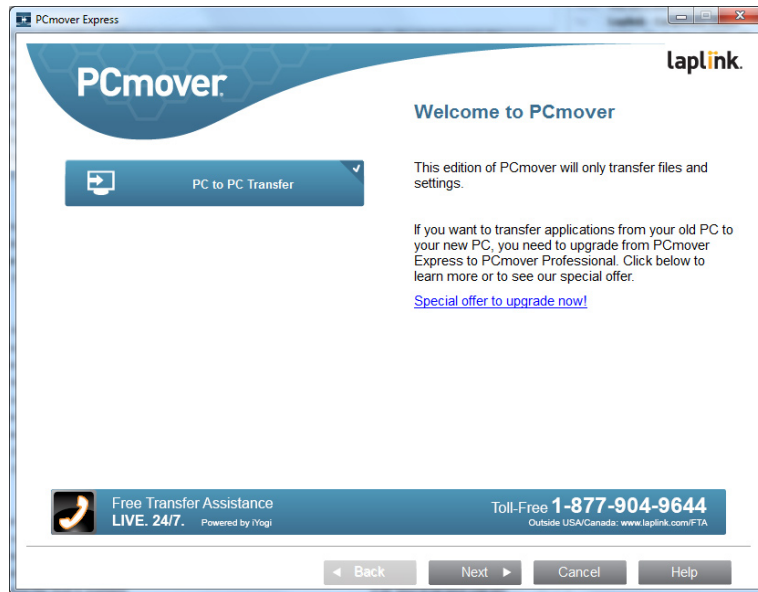 PCmover Express
PCmover
laplink.
Welcome to PCmover
PC to PC Transfer
This edition of PCmover will only transfer files and
settings.
If you want to transfer applications from your old PC to
your new PC, you need to upgrade from PCmover
Express to PCmover Professional. Click below to
learn more or to see our special offer.
Special offer to upgrade now!
Free Transfer Assistance
LIVE. 24/7. Powered by iYogi
Toll-Free 1-877-904-9644
Outside USA/Canada: www.laplink.com/FTA
Back
Next
Cancel
Help